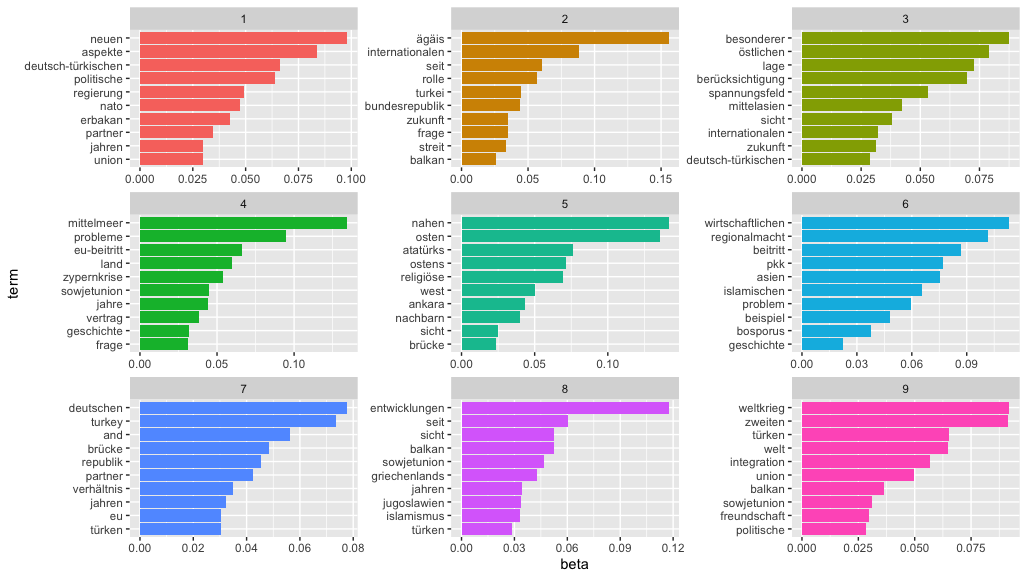 term
1
neuen
aspekte
deutsch-türkischen
politische
regierung
nato
erbakan
partner
jahren
union
0.000 0.025 0.050 0.075 0.100
2
ägäis
internationalen
seit
rolle
turkei
bundesrepublik
zukunft
frage
streit
balkan
0.00 0.05 0.10 0.15
3
besonderer
östlichen
lage
berücksichtigung
spannungsfeld
mittelasien
sicht
internationalen
zukunft
deutsch-türkischen
0.000 0.025 0.050 0.075
4
mittelmeer
probleme
eu-beitritt
land
zypernkrise
sowjetunion
jahre
vertrag
geschichte
frage
0.00 0.05 0.10
5
nahen
osten
atatürks
ostens
religiöse
west
ankara
nachbarn
sicht
brücke
0.00 0.05 0.10
6
wirtschaftlichen
regionalmacht
beitritt
pkk
asien
islamischen
problem
beispiel
bosporus
geschichte
0.00 0.03 0.06 0.09
7
deutschen
turkey
and
brücke
republik
partner
verhältnis
jahren
eu
türken
0.00 0.02 0.04 0.06 0.08
8
entwicklungen
seit
sicht
balkan
sowjetunion
griechenlands
jahren
jugoslawien
islamismus
türken
0.00 0.03 0.06 0.09 0.12
9
weltkrieg
zweiten
türken
welt
integration
union
balkan
sowjetunion
freundschaft
politische
0.000 0.025 0.050 0.075
beta